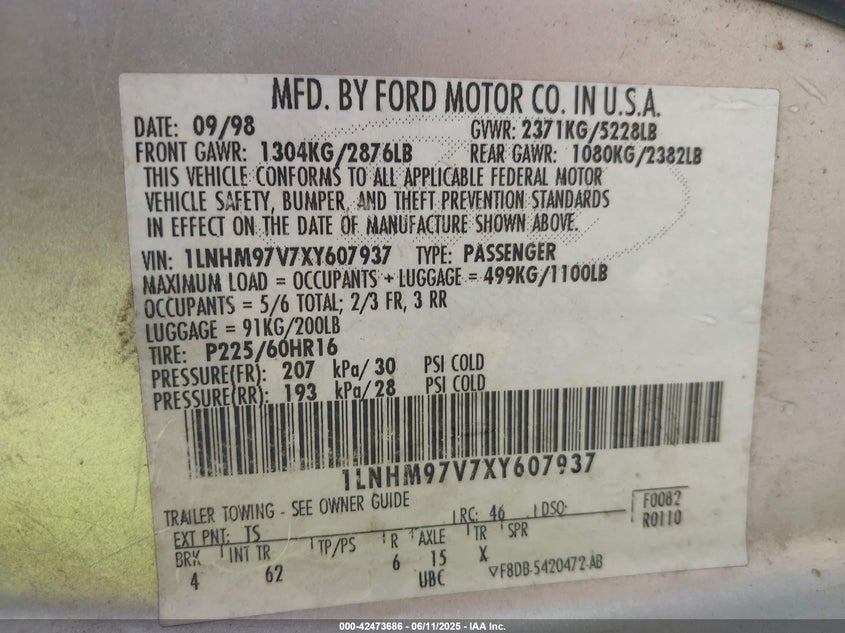 MFD. BY FORD MOTOR CO. IN U.S.A.
DATE: 09/98 GVWR: 2371KG/5228LB
FRONT GAWR: 1304KG/2876LB REAR GAWR: 1080KG/2382LB
THIS VEHICLE CONFORMS TO ALL APPLICABLE FEDERAL MOTOR
VEHICLE SAFETY, BUMPER, AND THEFT PREVENTION STANDARDS
IN EFFECT ON THE DATE OF MANUFACTURE SHOWN ABOVE.
VIN: 1LNHM97V7XY607937 TYPE: PASSENGER
MAXIMUM LOAD = OCCUPANTS + LUGGAGE = 499KG/1100LB
OCCUPANTS = 5/6 TOTAL; 2/3 FR, 3 RR
LUGGAGE = 91KG/200LB
TIRE: P225/60HR16
PRESSURE(FR): 207 kPa/30 PSI COLD
PRESSURE(RR): 193 kPa/28 PSI COLD
1LNHM97V7XY607937
TRAILER TOWING - SEE OWNER GUIDE
EXT PNT: TS RC: 46 DSO: F0082
R0110
BRK INT TR TP/PS R AXLE TR SPR
4 62 6 15 X
UBC ▽F8DB-5420472-AB
000-42473686 - 06/11/2025 - IAA Inc.